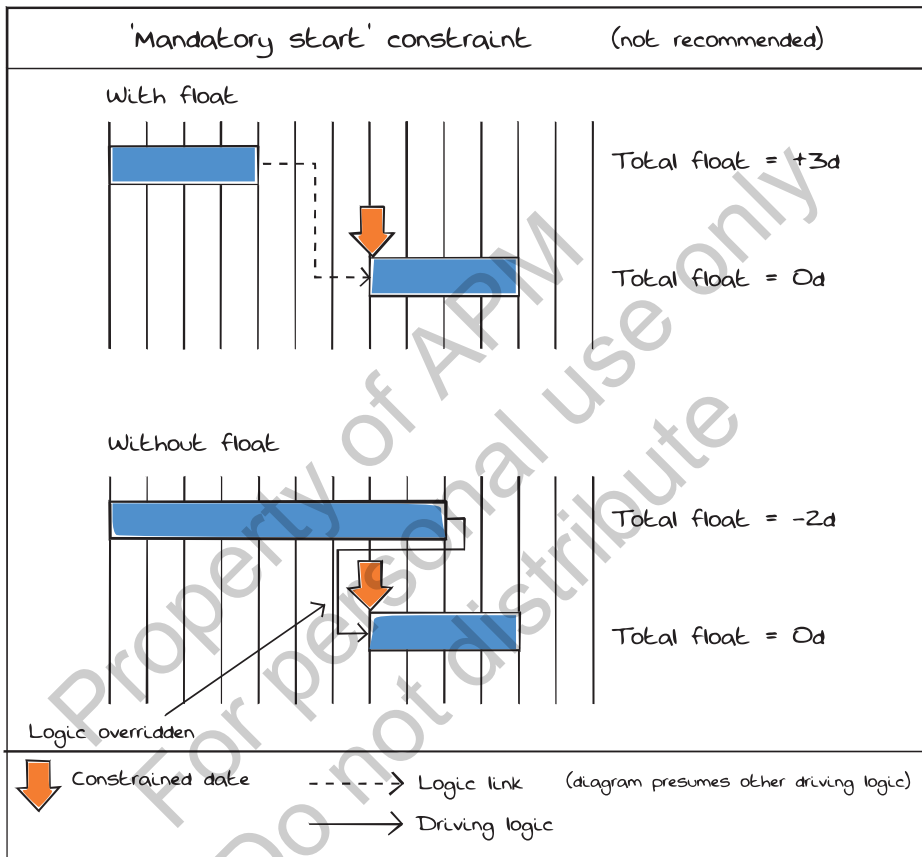 'Mandatory start' constraint (not recommended)
With float
Total float = +3d
Total float = 0d
Without float
Total float = -2d
Total float = 0d
Logic overridden
Constrained date
Logic link (diagram presumes other driving logic)
Driving logic
Property of APM
For personal use only
Do not distribute